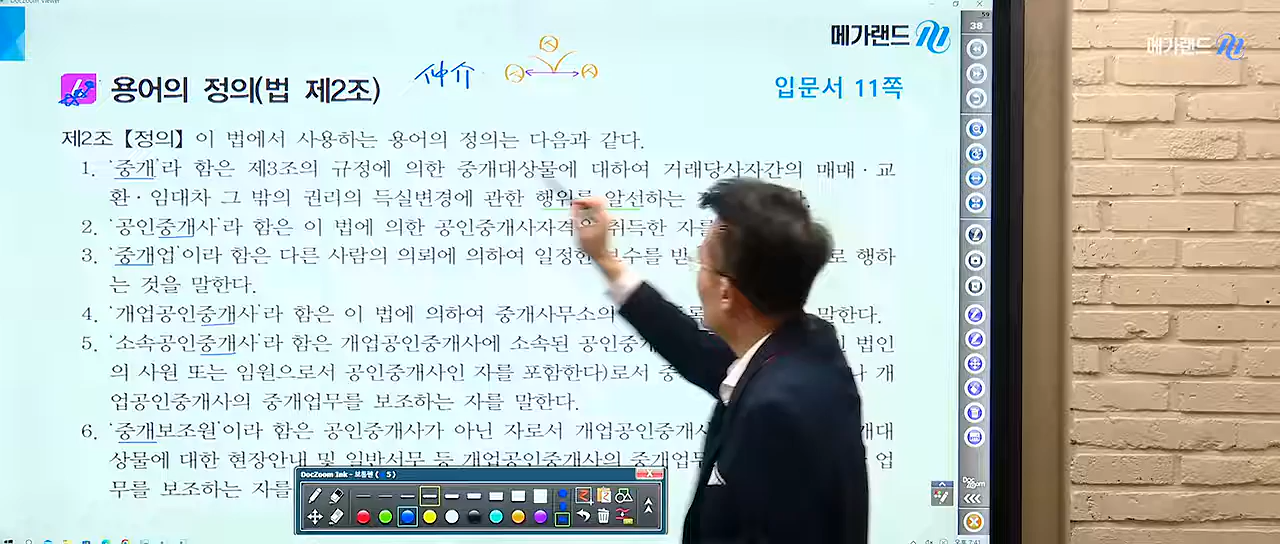 DocZoom Viewer
메가랜드
메가랜드
38
용어의 정의(법 제2조)
仲介
입문서 11쪽
제2조【정의】이 법에서 사용하는 용어의 정의는 다음과 같다.
1. '중개'라 함은 제3조의 규정에 의한 중개대상물에 대하여 거래당사자간의 매매·교
환·임대차 그 밖의 권리의 득실변경에 관한 행위를 알선하는
2. '공인중개사'라 함은 이 법에 의한 공인중개사자격을 취득한 자를
3. '중개업'이라 함은 다른 사람의 의뢰에 의하여 일정한 보수를 받 로 행하
는 것을 말한다.
4. '개업공인중개사'라 함은 이 법에 의하여 중개사무소의 말한다.
5. '소속공인중개사'라 함은 개업공인중개사에 소속된 공인중개 인 법인
의 사원 또는 임원으로서 공인중개사인 자를 포함한다)로서 중 나 개
업공인중개사의 중개업무를 보조하는 자를 말한다.
6. '중개보조원'이라 함은 공인중개사가 아닌 자로서 개업공인중개사 개대
상물에 대한 현장안내 및 일반서무 등 개업공인중개사의 중개업무 업
무를 보조하는 자를
DocZoom Ink - 보통펜 ( 5 )